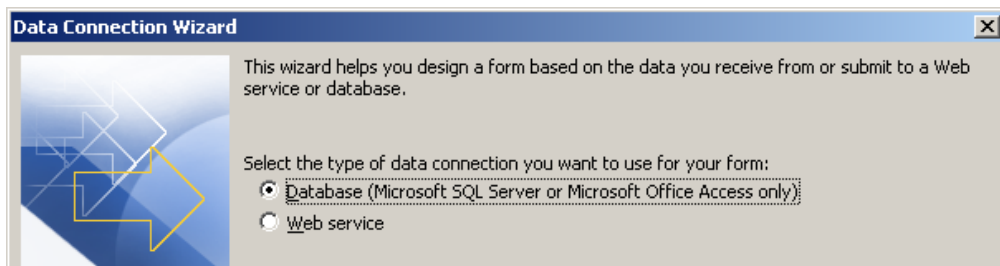 Data Connection Wizard
This wizard helps you design a form based on the data you receive from or submit to a Web
service or database.
Select the type of data connection you want to use for your form:
Database (Microsoft SQL Server or Microsoft Office Access only)
Web service